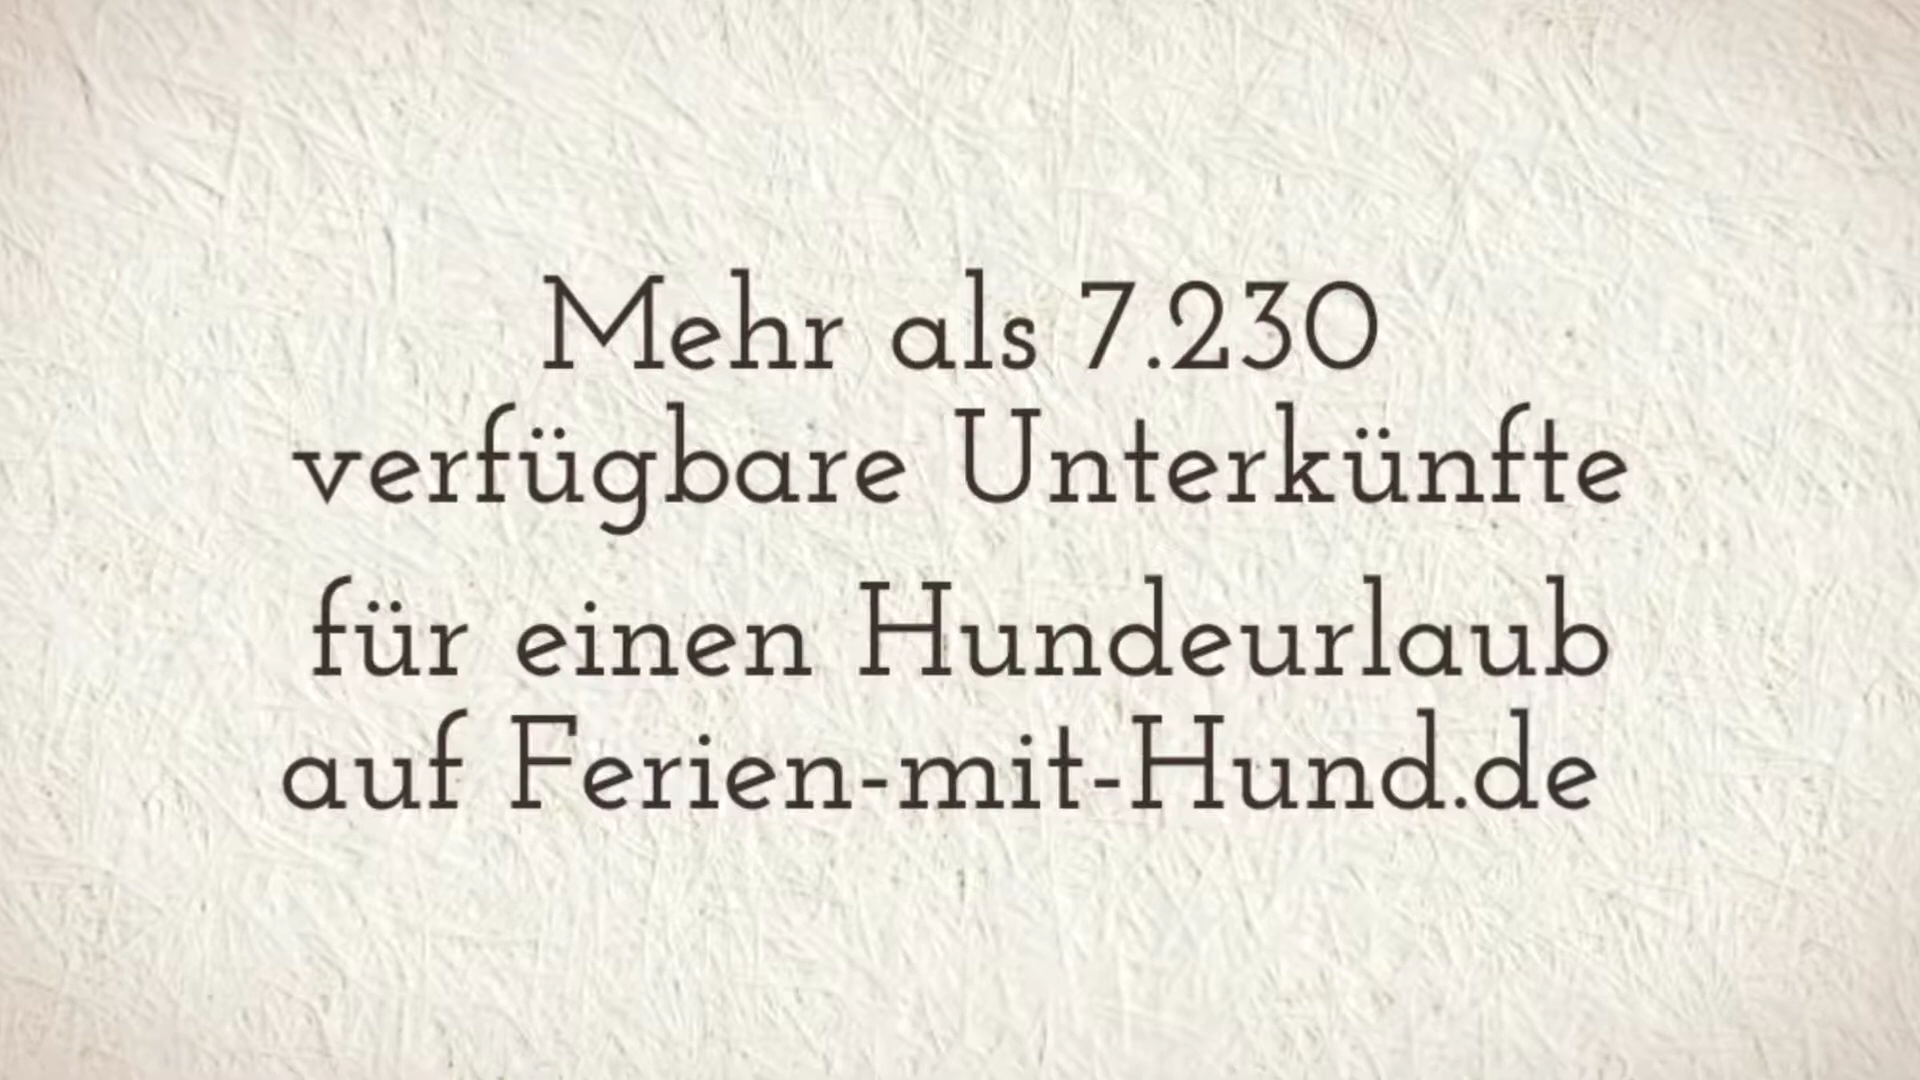 Mehr als 7.230
verfügbare Unterkünfte
für einen Hundeurlaub
auf Ferien-mit-Hund.de